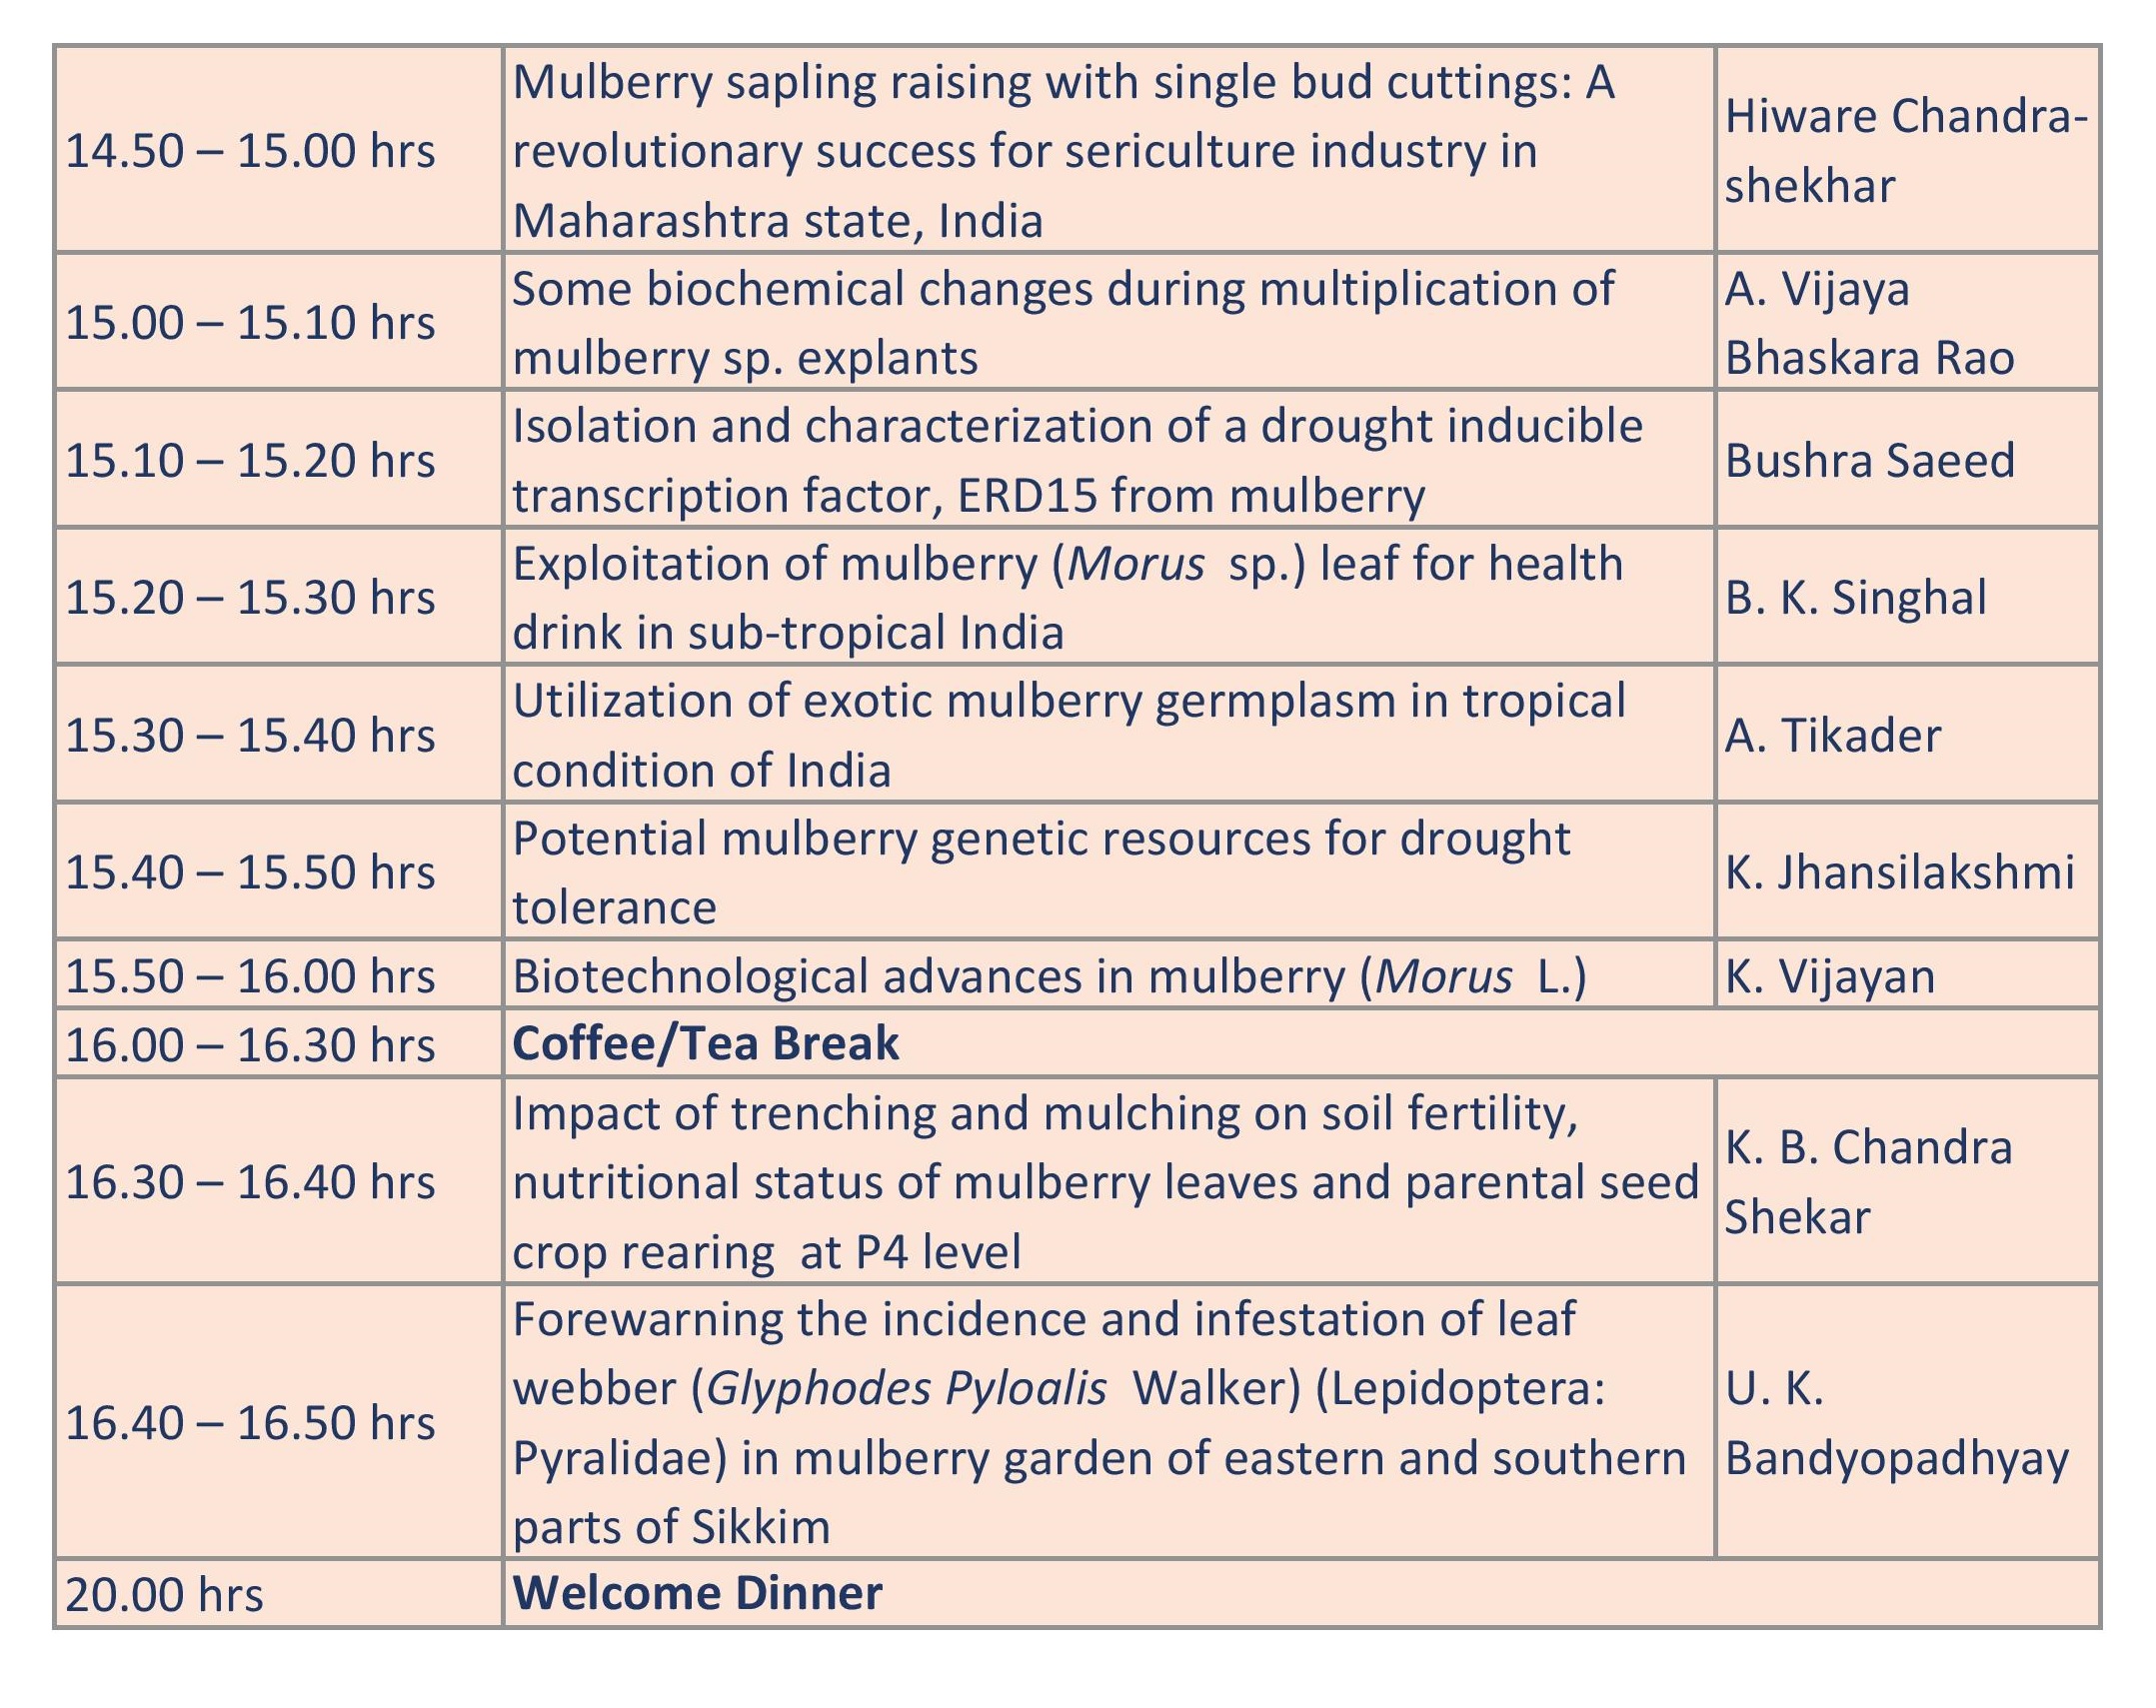 14.50 – 15.00 hrs
Mulberry sapling raising with single bud cuttings: A
revolutionary success for sericulture industry in
Maharashtra state, India
Hiware Chandra-
shekhar
15.00 – 15.10 hrs
Some biochemical changes during multiplication of
mulberry sp. explants
A. Vijaya
Bhaskara Rao
15.10 – 15.20 hrs
Isolation and characterization of a drought inducible
transcription factor, ERD15 from mulberry
Bushra Saeed
15.20 – 15.30 hrs
Exploitation of mulberry (Morus sp.) leaf for health
drink in sub-tropical India
B. K. Singhal
15.30 – 15.40 hrs
Utilization of exotic mulberry germplasm in tropical
condition of India
A. Tikader
15.40 – 15.50 hrs
Potential mulberry genetic resources for drought
tolerance
K. Jhansilakshmi
15.50 – 16.00 hrs
Biotechnological advances in mulberry (Morus L.)
K. Vijayan
16.00 – 16.30 hrs
Coffee/Tea Break
16.30 – 16.40 hrs
Impact of trenching and mulching on soil fertility,
nutritional status of mulberry leaves and parental seed
crop rearing at P4 level
K. B. Chandra
Shekar
16.40 – 16.50 hrs
Forewarning the incidence and infestation of leaf
webber (Glyphodes Pyloalis Walker) (Lepidoptera:
Pyralidae) in mulberry garden of eastern and southern
parts of Sikkim
U. K.
Bandyopadhyay
20.00 hrs
Welcome Dinner